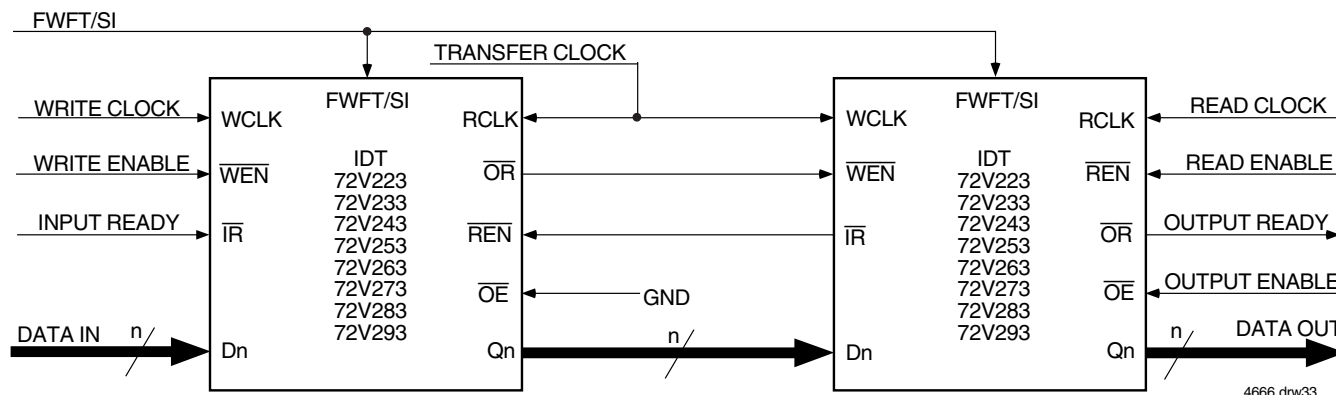 FWFT/SI
TRANSFER CLOCK
FWFT/SI
FWFT/SI
WRITE CLOCK
WCLK
RCLK
WCLK
RCLK
READ CLOCK
WRITE ENABLE
WEN
IDT
72V223
72V233
72V243
72V253
72V263
72V273
72V283
72V293
OR
WEN
IDT
72V223
72V233
72V243
72V253
72V263
72V273
72V283
72V293
REN
READ ENABLE
INPUT READY
IR
REN
IR
OR
OUTPUT READY
OE
GND
OE
OUTPUT ENABLE
DATA IN
n
Dn
Qn
n
Dn
Qn
n
DATA OUT
4666 drw33